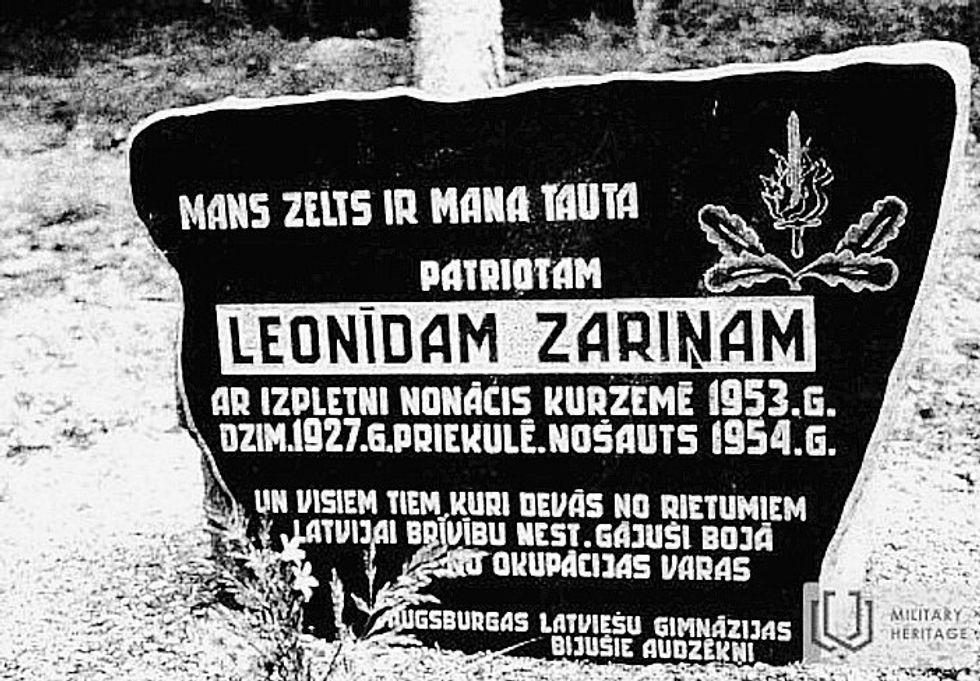 MANS ZELTS IR MANA TAUTA
PATRIOTAM
LEONĪDAM ZARIŅAM
AR IZPLETNI NONĀCIS KURZEMĒ 1953.G.
DZIM.1927.G.PRIEKULĒ.NOŠAUTS 1954.G.
UN VISIEM TIEM, KURI DEVĀS NO RIETUMIEM
LATVIJAI BRĪVĪBU NEST. GĀJUŠI BOJĀ
NO OKUPĀCIJAS VARAS
AUGSBURGAS LATVIEŠU GIMNĀZIJAS
BIJUŠIE AUDZĒKŅI
MILITARY
HERITAGE